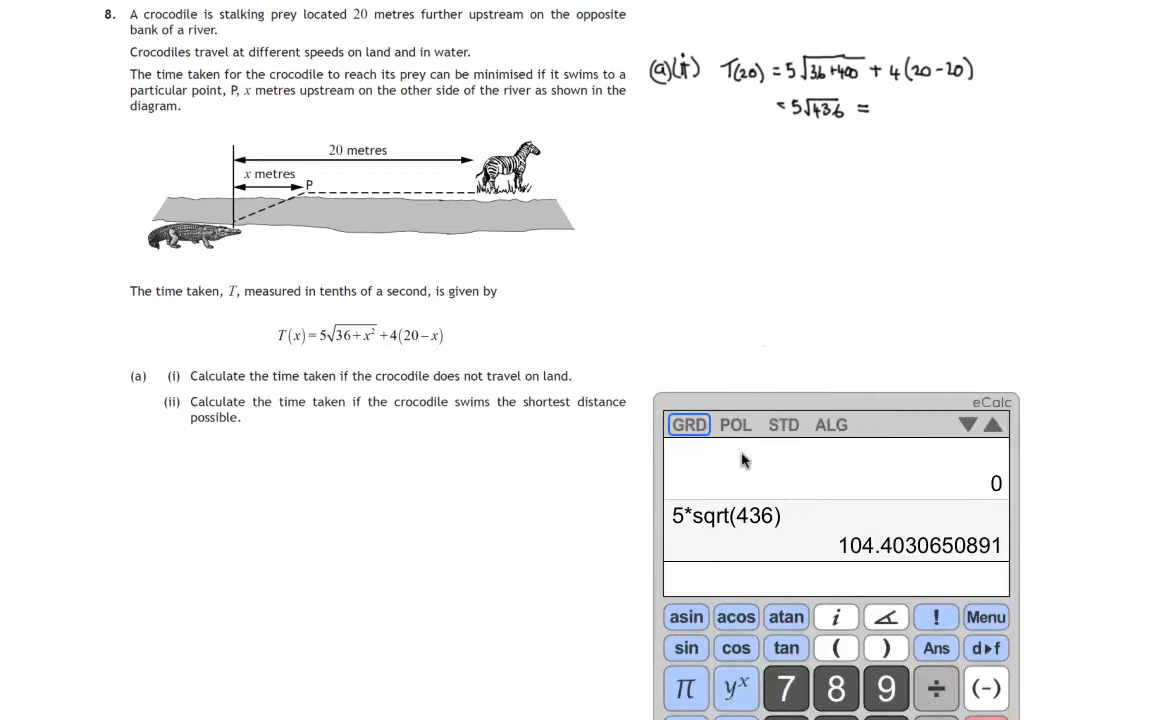 8. A crocodile is stalking prey located 20 metres further upstream on the opposite
bank of a river.
Crocodiles travel at different speeds on land and in water.
The time taken for the crocodile to reach its prey can be minimised if it swims to a
particular point, P, x metres upstream on the other side of the river as shown in the
diagram.
20 metres
x metres
P
The time taken, T, measured in tenths of a second, is given by
T(x)=5√36+x² +4(20−x)
(a) (i) Calculate the time taken if the crocodile does not travel on land.
(ii) Calculate the time taken if the crocodile swims the shortest distance
possible.
(a)(i) T(20) = 5√36+400 + 4(20-20)
= 5√436 =
eCalc
GRD POL STD ALG
0
5*sqrt(436)
104.4030650891
asin acos atan i ∠ ! Menu
sin cos tan ( ) Ans d▸f
π yˣ 7 8 9 ÷ (-)